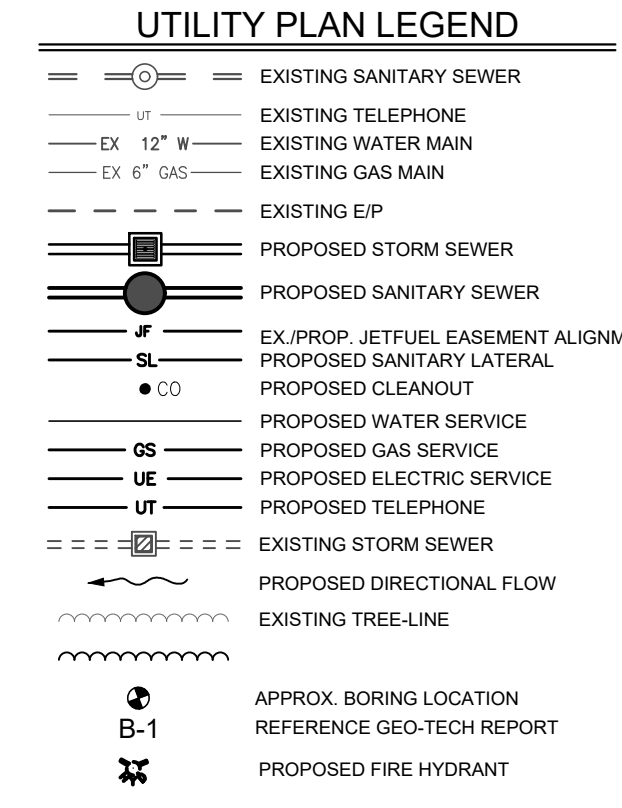 UTILITY PLAN LEGEND
EXISTING SANITARY SEWER
UT EXISTING TELEPHONE
EX 12" W EXISTING WATER MAIN
EX 6" GAS EXISTING GAS MAIN
EXISTING E/P
PROPOSED STORM SEWER
PROPOSED SANITARY SEWER
JF EX./PROP. JETFUEL EASEMENT ALIGNM
SL PROPOSED SANITARY LATERAL
CO PROPOSED CLEANOUT
PROPOSED WATER SERVICE
GS PROPOSED GAS SERVICE
UE PROPOSED ELECTRIC SERVICE
UT PROPOSED TELEPHONE
EXISTING STORM SEWER
PROPOSED DIRECTIONAL FLOW
EXISTING TREE-LINE
APPROX. BORING LOCATION
B-1 REFERENCE GEO-TECH REPORT
PROPOSED FIRE HYDRANT